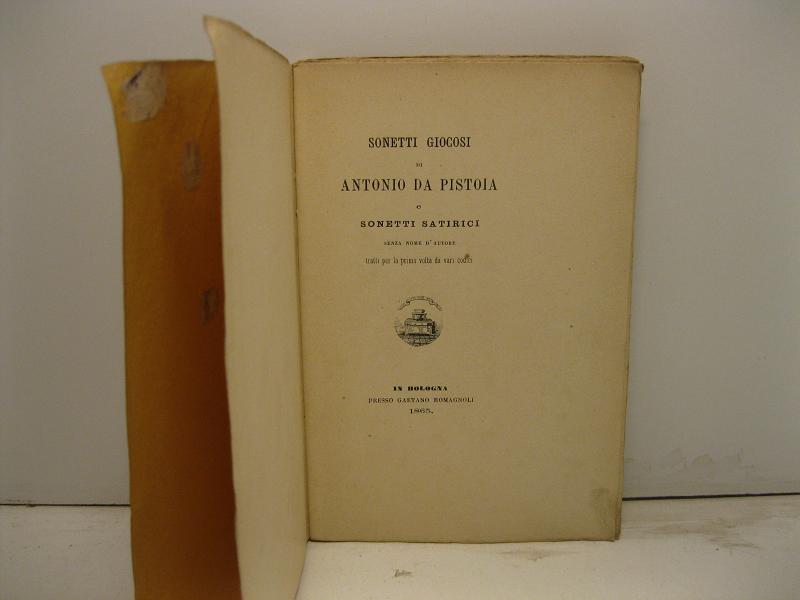 SONETTI GIOCOSI
DI
ANTONIO DA PISTOIA
e
SONETTI SATIRICI
SENZA NOME D'AUTORE
tratti per la prima volta da vari codici
IN BOLOGNA
PRESSO GAETANO ROMAGNOLI
1865.